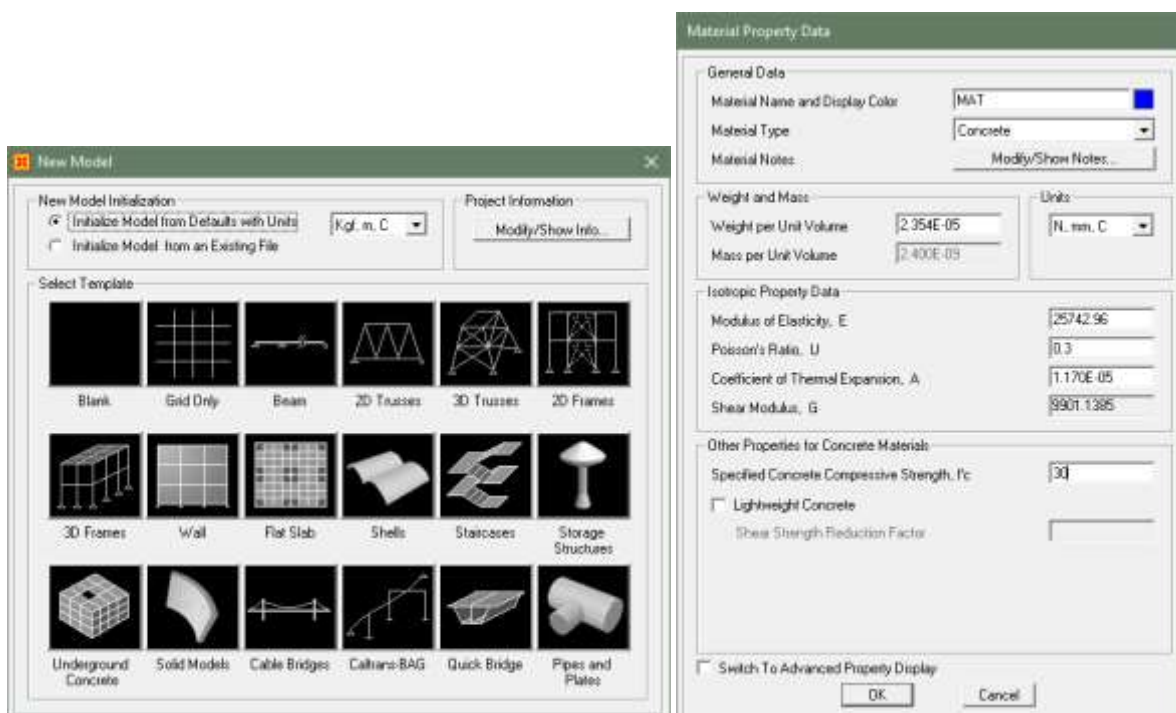 New Model
New Model Initialization
Initialize Model from Defaults with Units
Kgf, m, C
Initialize Model from an Existing File
Project Information
Modify/Show Info...
Select Template
Blank
Grid Only
Beam
2D Trusses
3D Trusses
2D Frames
3D Frames
Wall
Flat Slab
Shells
Staircases
Storage
Structures
Underground
Concrete
Solid Models
Cable Bridges
Caltrans-BAG
Quick Bridge
Pipes and
Plates
Material Property Data
General Data
Material Name and Display Color
MAT
Material Type
Concrete
Material Notes
Modify/Show Notes...
Weight and Mass
Weight per Unit Volume
2.354E-05
Mass per Unit Volume
2.400E-09
Units
N, mm, C
Isotropic Property Data
Modulus of Elasticity, E
25742.96
Poisson's Ratio, U
0.3
Coefficient of Thermal Expansion, A
1.170E-05
Shear Modulus, G
9901.1385
Other Properties for Concrete Materials
Specified Concrete Compressive Strength, f'c
30
Lightweight Concrete
Shear Strength Reduction Factor
Switch To Advanced Property Display
OK
Cancel